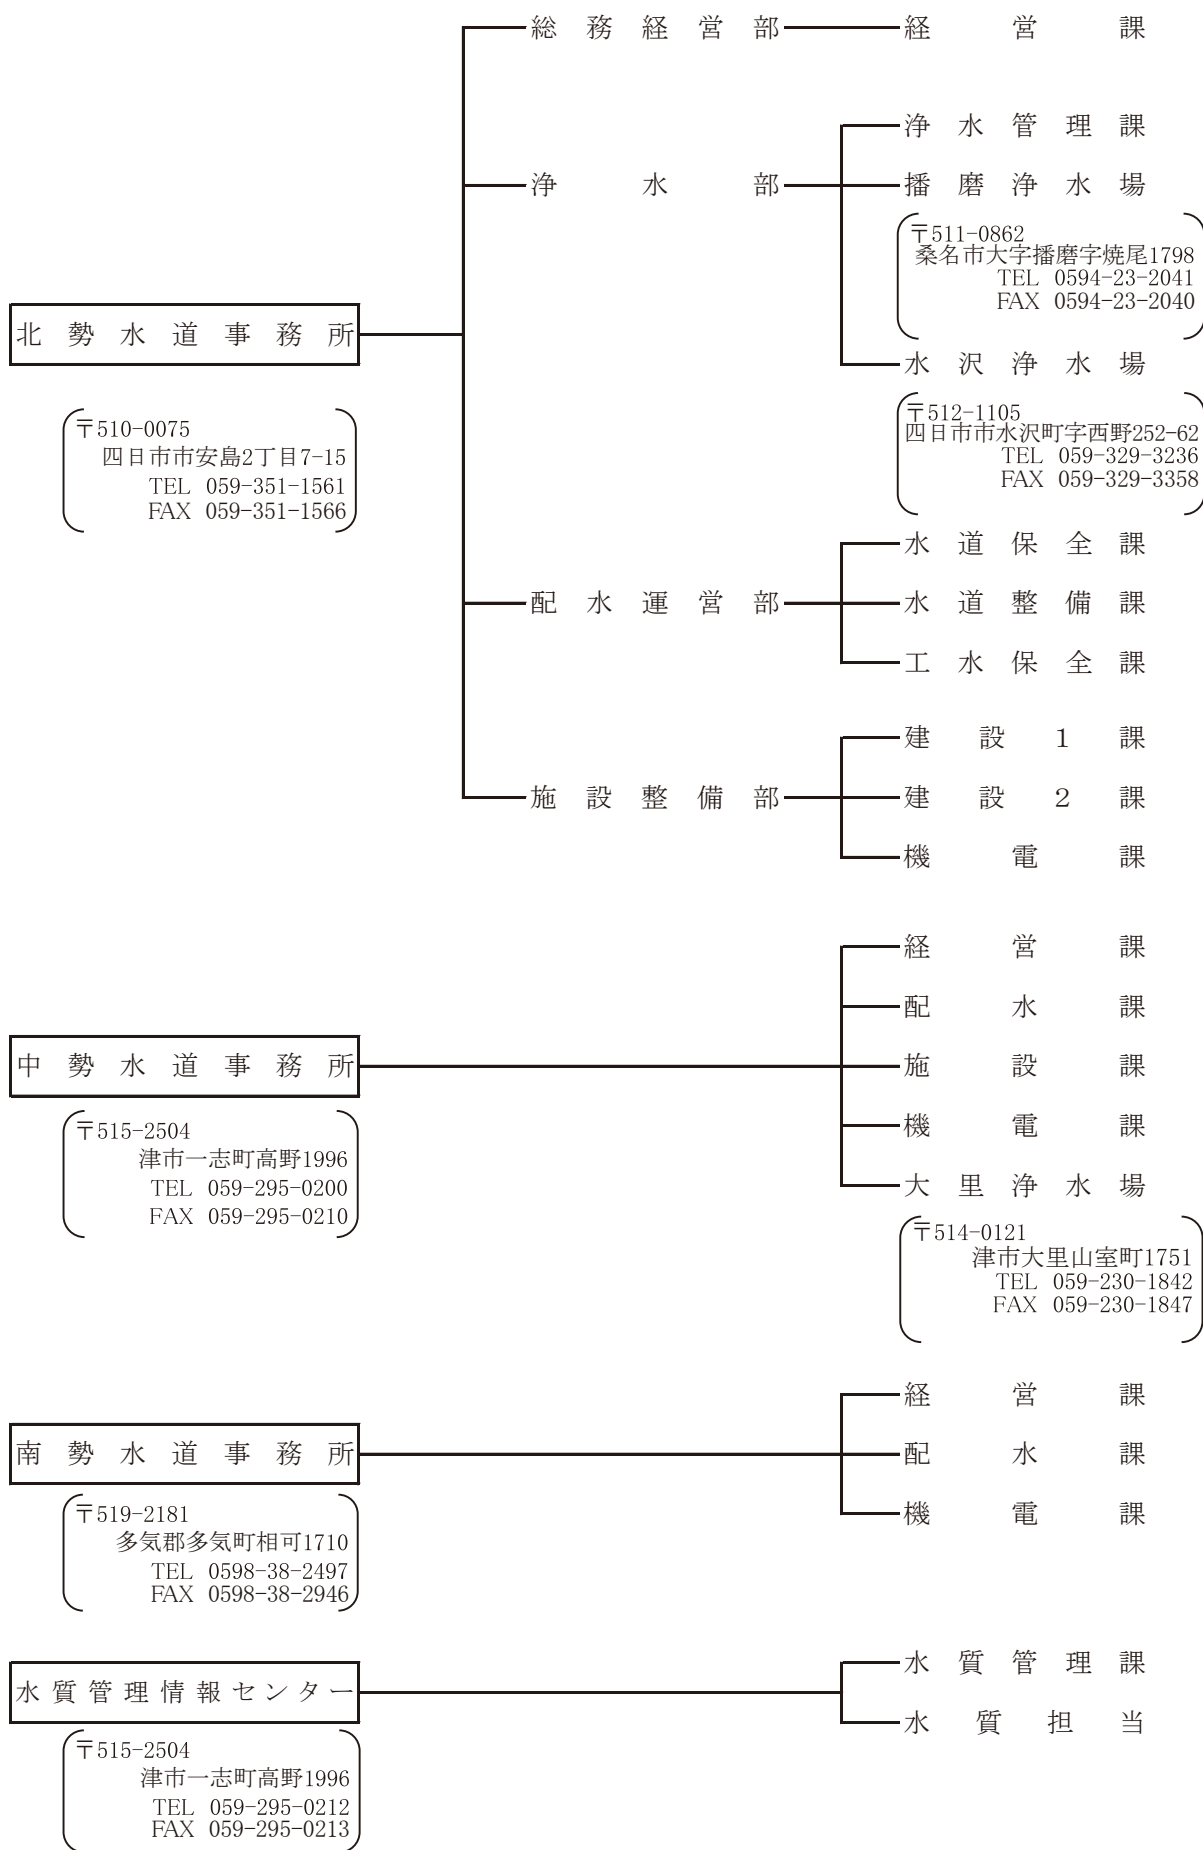 総務経営部 経営課
浄水管理課
浄水部 播磨浄水場
〒511-0862
桑名市大字播磨字焼尾1798
TEL 0594-23-2041
FAX 0594-23-2040
北勢水道事務所
水沢浄水場
〒510-0075
四日市市安島2丁目7-15
TEL 059-351-1561
FAX 059-351-1566
〒512-1105
四日市市水沢町字西野252-62
TEL 059-329-3236
FAX 059-329-3358
水道保全課
配水運営部 水道整備課
工水保全課
建設1課
施設整備部 建設2課
機電課
経営課
配水課
中勢水道事務所 施設課
〒515-2504
津市一志町高野1996
TEL 059-295-0200
FAX 059-295-0210
機電課
大里浄水場
〒514-0121
津市大里山室町1751
TEL 059-230-1842
FAX 059-230-1847
経営課
南勢水道事務所 配水課
〒519-2181
多気郡多気町相可1710
TEL 0598-38-2497
FAX 0598-38-2946
機電課
水質管理課
水質管理情報センター
水質担当
〒515-2504
津市一志町高野1996
TEL 059-295-0212
FAX 059-295-0213